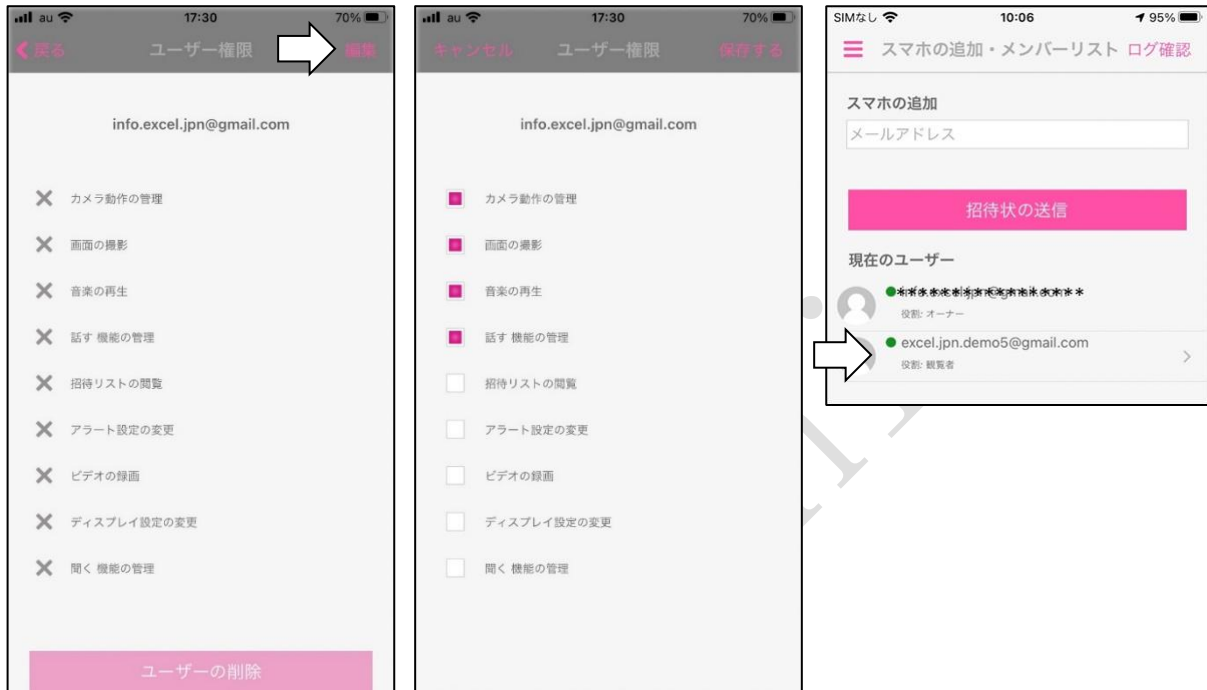 au 17:30 70%
戻る ユーザー権限 編集
info.excel.jpn@gmail.com
カメラ動作の管理
画面の撮影
音楽の再生
話す 機能の管理
招待リストの閲覧
アラート設定の変更
ビデオの録画
ディスプレイ設定の変更
聞く 機能の管理
ユーザーの削除
au 17:30 70%
キャンセル ユーザー権限 保存する
info.excel.jpn@gmail.com
カメラ動作の管理
画面の撮影
音楽の再生
話す 機能の管理
招待リストの閲覧
アラート設定の変更
ビデオの録画
ディスプレイ設定の変更
聞く 機能の管理
SIMなし 10:06 95%
スマホの追加・メンバーリスト ログ確認
スマホの追加
メールアドレス
招待状の送信
現在のユーザー
役割: オーナー
excel.jpn.demo5@gmail.com
役割: 観覧者